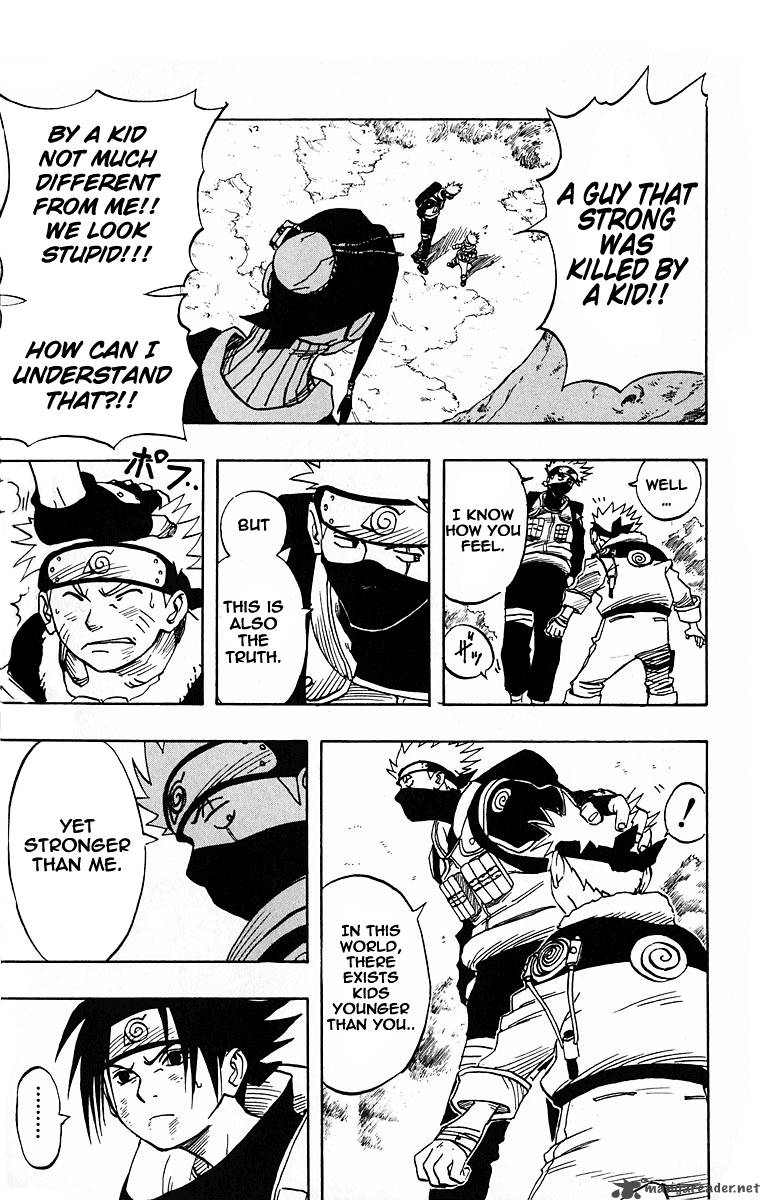 A GUY THAT
STRONG
WAS
KILLED BY
A KID!!
BY A KID
NOT MUCH
DIFFERENT
FROM ME!!
WE LOOK
STUPID!!!
HOW CAN I
UNDERSTAND
THAT?!!
WELL
...
I KNOW
HOW YOU
FEEL.
ザッ
BUT
THIS IS
ALSO
THE
TRUTH.
ポフ..
!
IN THIS
WORLD,
THERE
EXISTS
KIDS
YOUNGER
THAN YOU..
YET
STRONGER
THAN ME.
........
mangareader.net